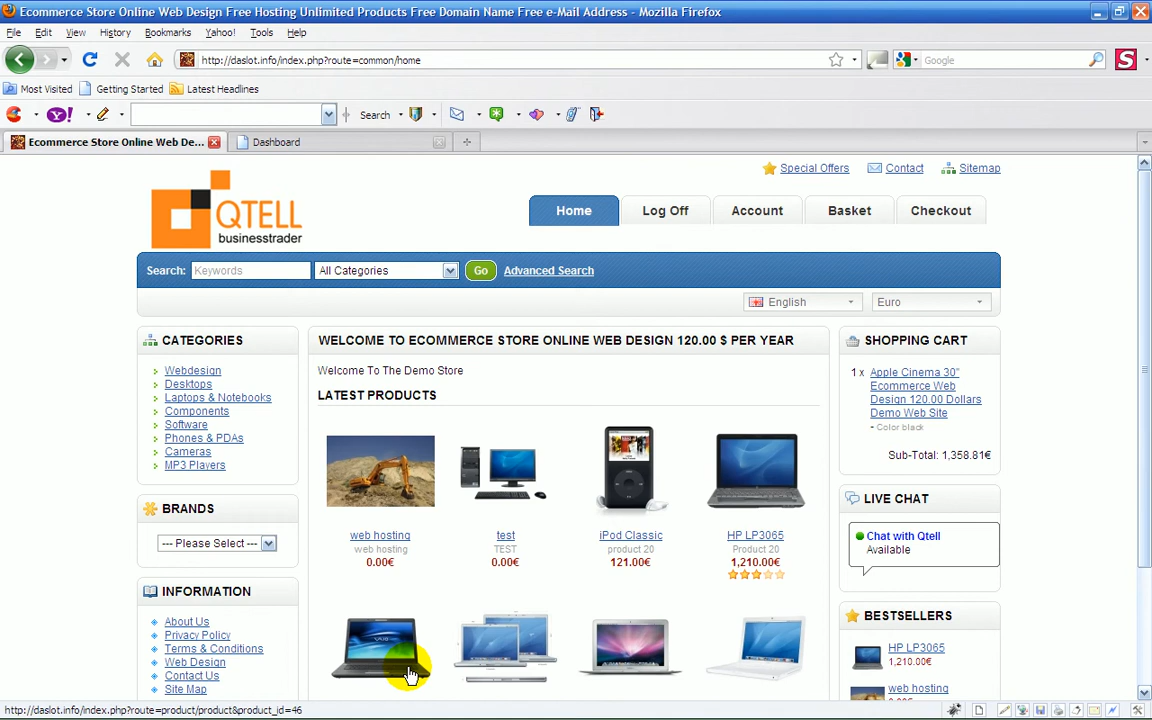 Ecommerce Store Online Web Design Free Hosting Unlimited Products Free Domain Name Free e-Mail Address - Mozilla Firefox
File Edit View History Bookmarks Yahoo! Tools Help
http://daslot.info/index.php?route=common/home
Google
Most Visited Getting Started Latest Headlines
Y! Search
Ecommerce Store Online Web De... Dashboard
Special Offers Contact Sitemap
QTELL
businesstrader
Home Log Off Account Basket Checkout
Search: Keywords All Categories Go Advanced Search
English Euro
CATEGORIES
Webdesign
Desktops
Laptops & Notebooks
Components
Software
Phones & PDAs
Cameras
MP3 Players
BRANDS
--- Please Select ---
INFORMATION
About Us
Privacy Policy
Terms & Conditions
Web Design
Contact Us
Site Map
WELCOME TO ECOMMERCE STORE ONLINE WEB DESIGN 120.00 $ PER YEAR
Welcome To The Demo Store
LATEST PRODUCTS
web hosting test iPod Classic HP LP3065
web hosting TEST product 20 Product 20
0.00€ 0.00€ 121.00€ 1,210.00€
VAIO
SHOPPING CART
1 x Apple Cinema 30"
Ecommerce Web
Design 120.00 Dollars
Demo Web Site
- Color black
Sub-Total: 1,358.81€
LIVE CHAT
Chat with Qtell
Available
BESTSELLERS
HP LP3065
1,210.00€
web hosting
http://daslot.info/index.php?route=product/product&product_id=46